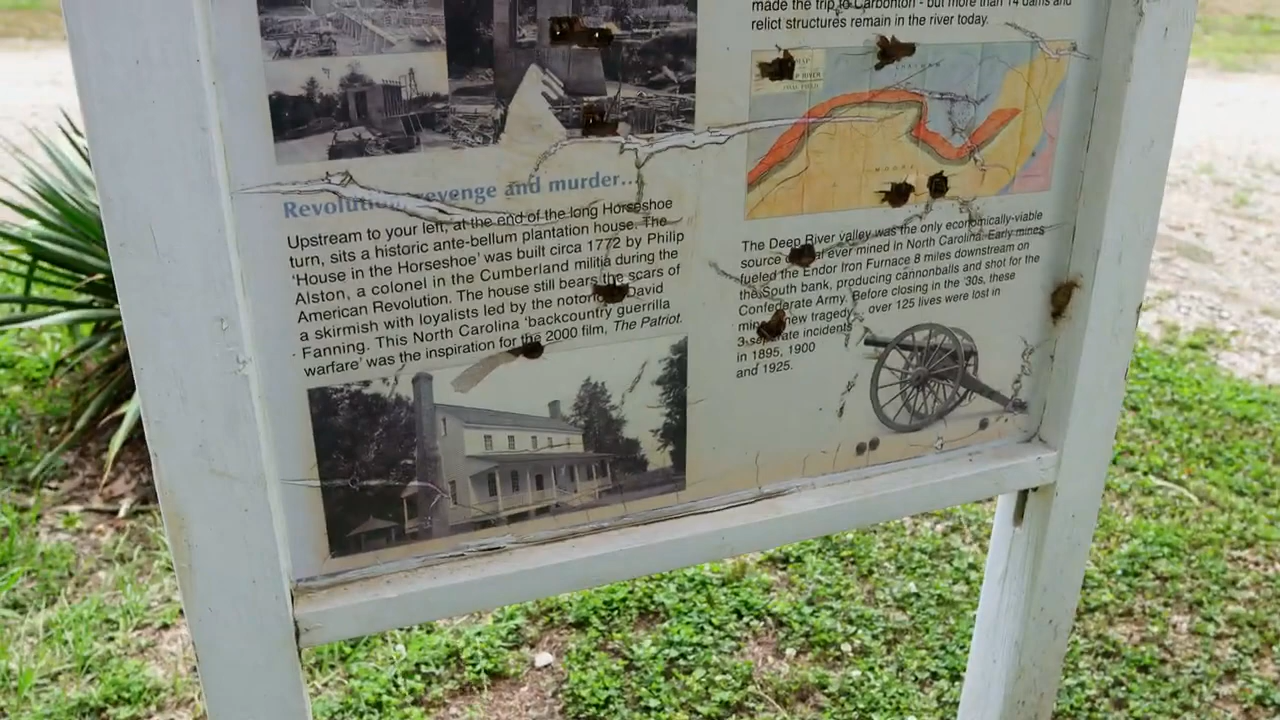 made the trip to Carbonton - but more than 14 dams and
relict structures remain in the river today.
MAP
RIVER
Revolution, revenge and murder...
Upstream to your left, at the end of the long Horseshoe
turn, sits a historic ante-bellum plantation house. The
'House in the Horseshoe' was built circa 1772 by Philip
Alston, a colonel in the Cumberland militia during the
American Revolution. The house still bears the scars of
a skirmish with loyalists led by the David
Fanning. This North Carolina 'backcountry guerrilla
warfare' was the inspiration for the 2000 film, The Patriot.
The Deep River valley was the only economically-viable
source ever mined in North Carolina. Early mines
fueled the Endor Iron Furnace 8 miles downstream on
the South bank, producing cannonballs and shot for the
Confederate Army. Before closing in the '30s, these
new tragedy over 125 lives were lost in
3 separate incidents
in 1895, 1900
and 1925.